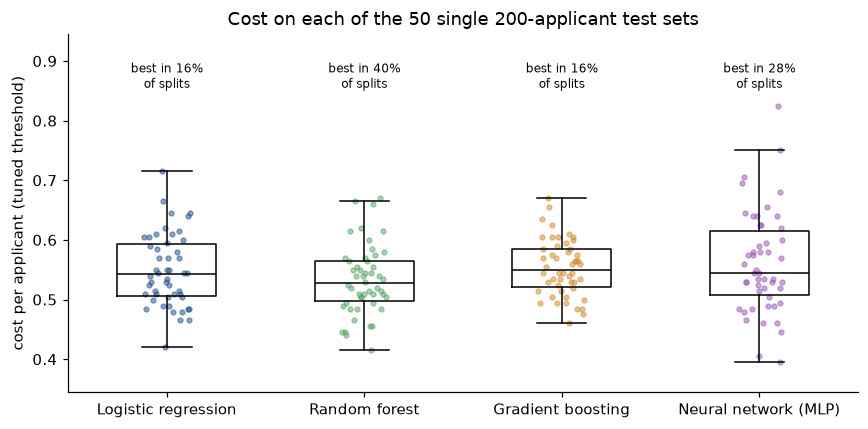 Cost on each of the 50 single 200-applicant test sets
cost per applicant (tuned threshold)
0.9
0.8
0.7
0.6
0.5
0.4
best in 16%
of splits
best in 40%
of splits
best in 16%
of splits
best in 28%
of splits
Logistic regression
Random forest
Gradient boosting
Neural network (MLP)